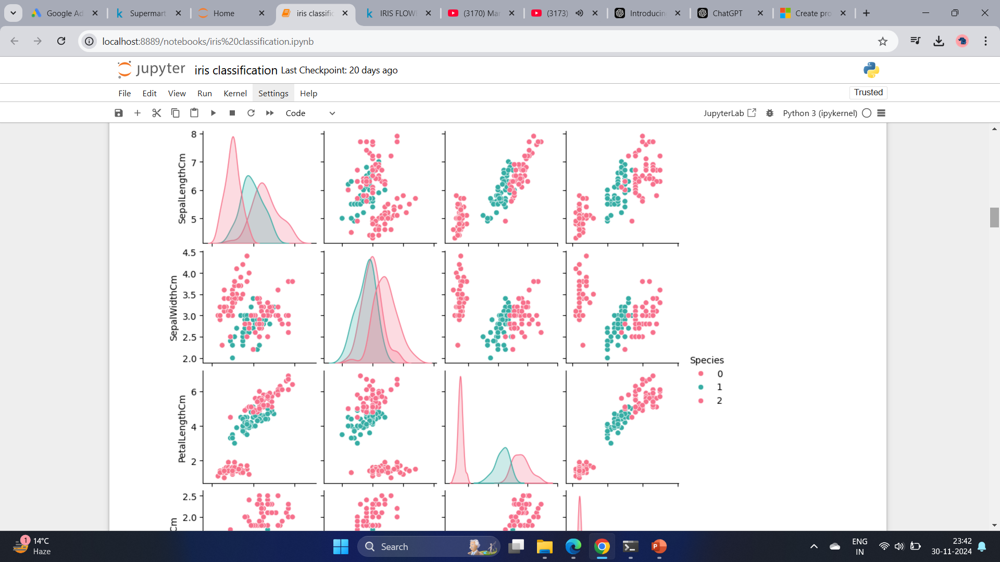 Google Ad
Supermart
Home
iris classific
IRIS FLOW
(3170) Mar
(3173)
Introducin
ChatGPT
Create pro
localhost:8889/notebooks/iris%20classification.ipynb
jupyter iris classification Last Checkpoint: 20 days ago
File Edit View Run Kernel Settings Help
Trusted
Code
JupyterLab
Python 3 (ipykernel)
8
7
6
5
SepalLengthCm
4.5
4.0
3.5
3.0
2.5
2.0
SepalWidthCm
6
4
2
PetalLengthCm
Species
0
1
2
2.5
2.0
Cm
1
14°C
Haze
Search
ENG
IN
23:42
30-11-2024